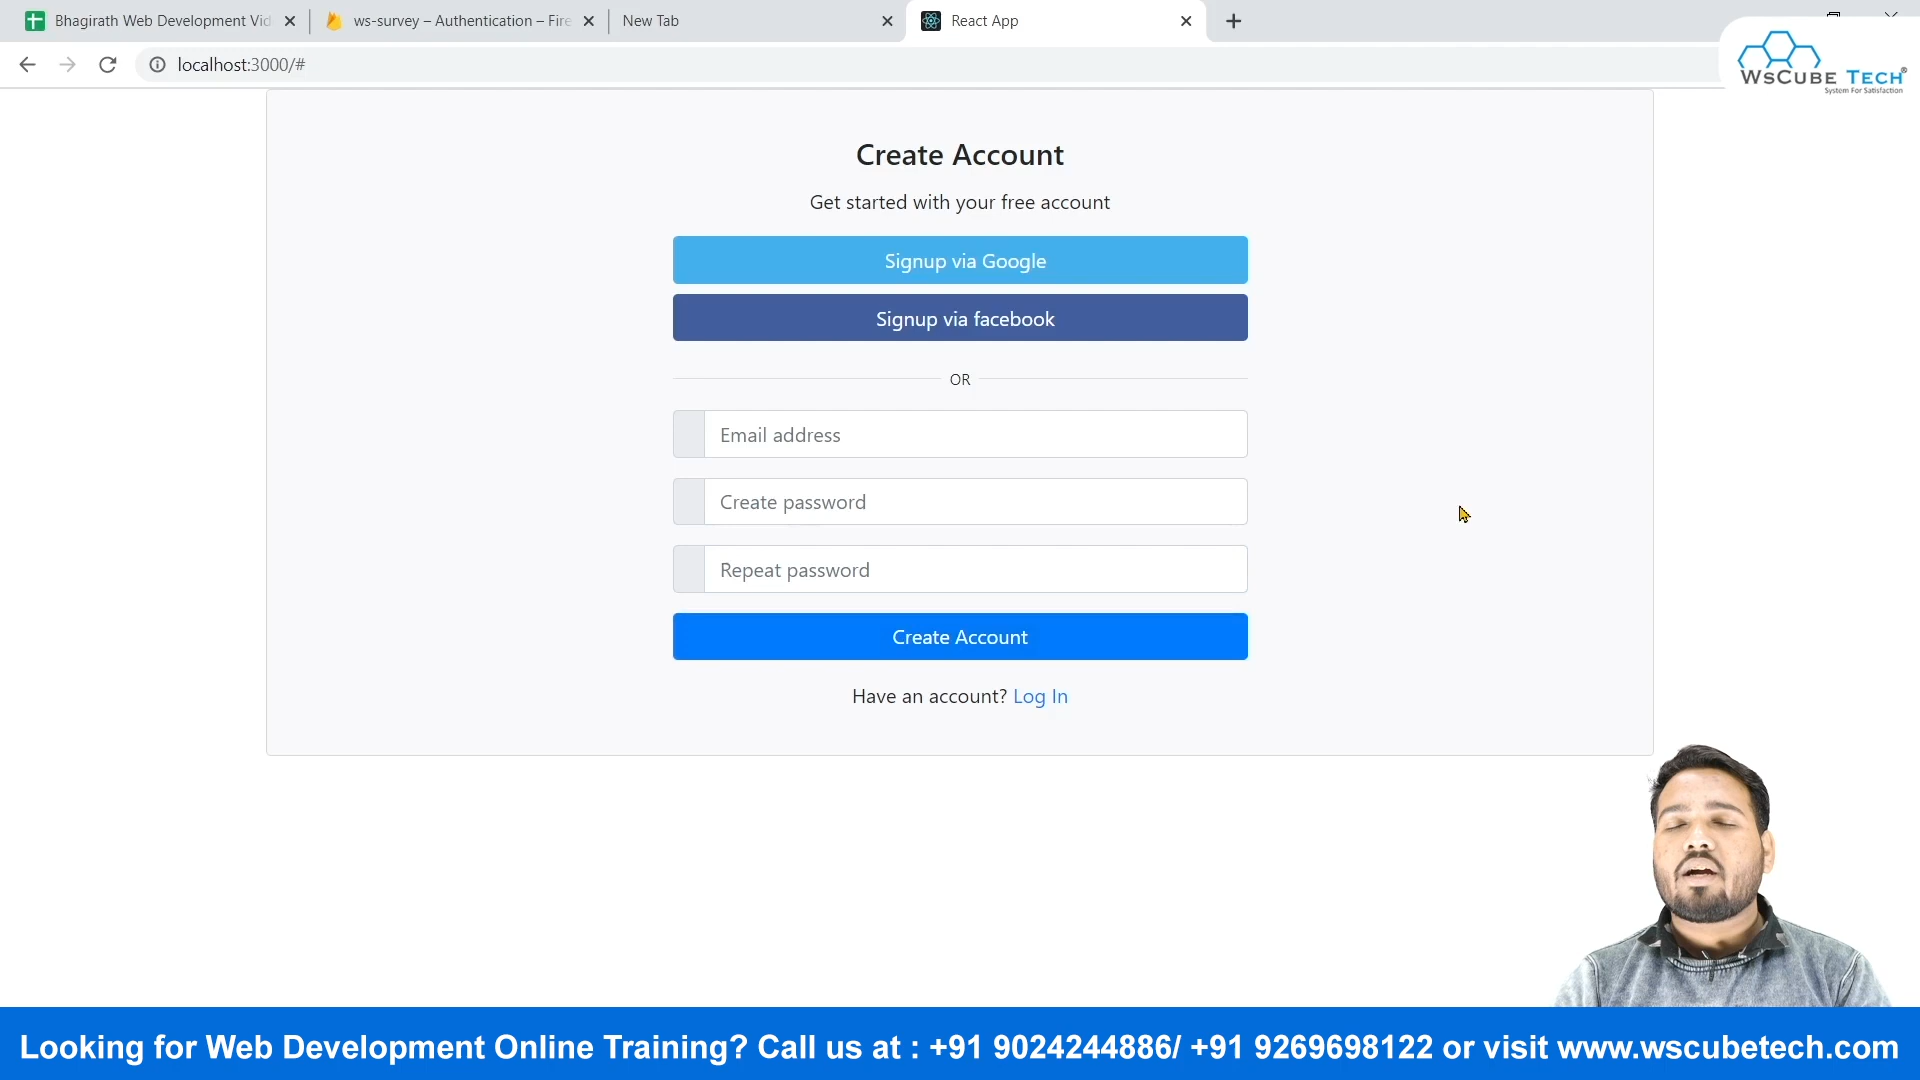 Bhagirath Web Development Vid
ws-survey – Authentication – Fire
New Tab
React App
localhost:3000/#
WsCube Tech®
System For Satisfaction
Create Account
Get started with your free account
Signup via Google
Signup via facebook
OR
Email address
Create password
Repeat password
Create Account
Have an account? Log In
Looking for Web Development Online Training? Call us at : +91 9024244886/ +91 9269698122 or visit www.wscubetech.com